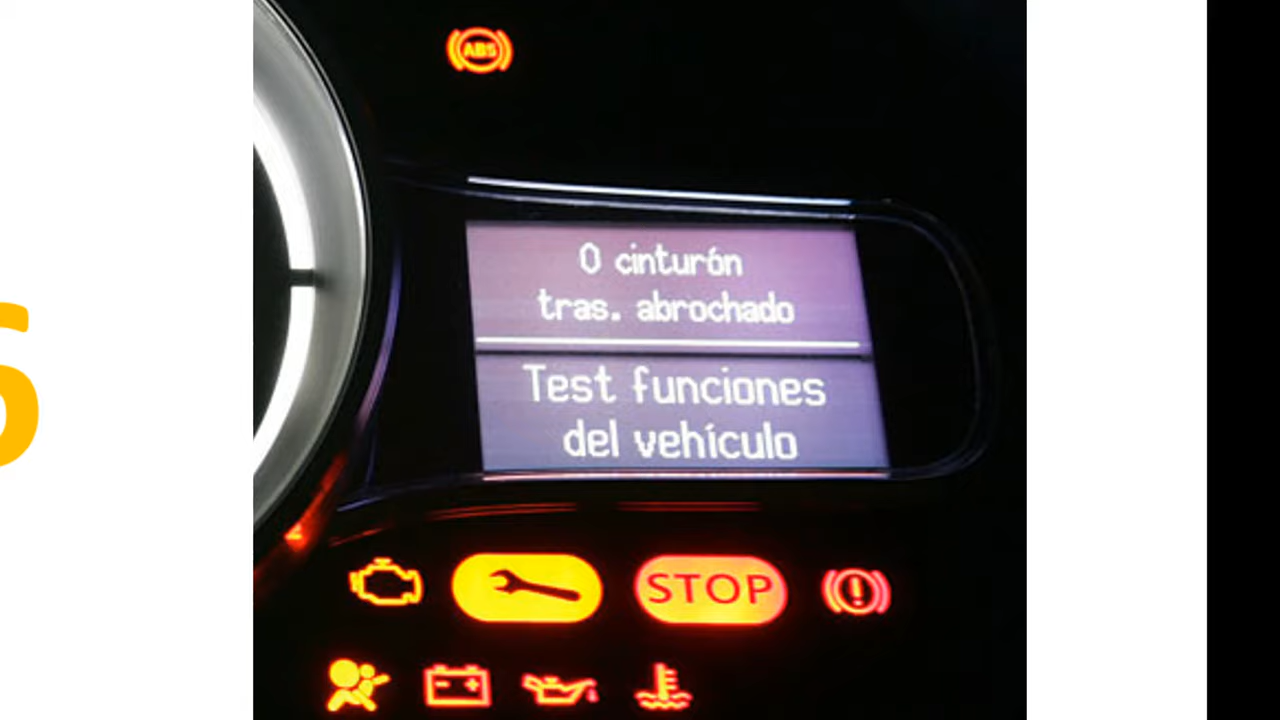 ABS
0 cinturón
tras. abrochado
Test funciones
del vehículo
STOP